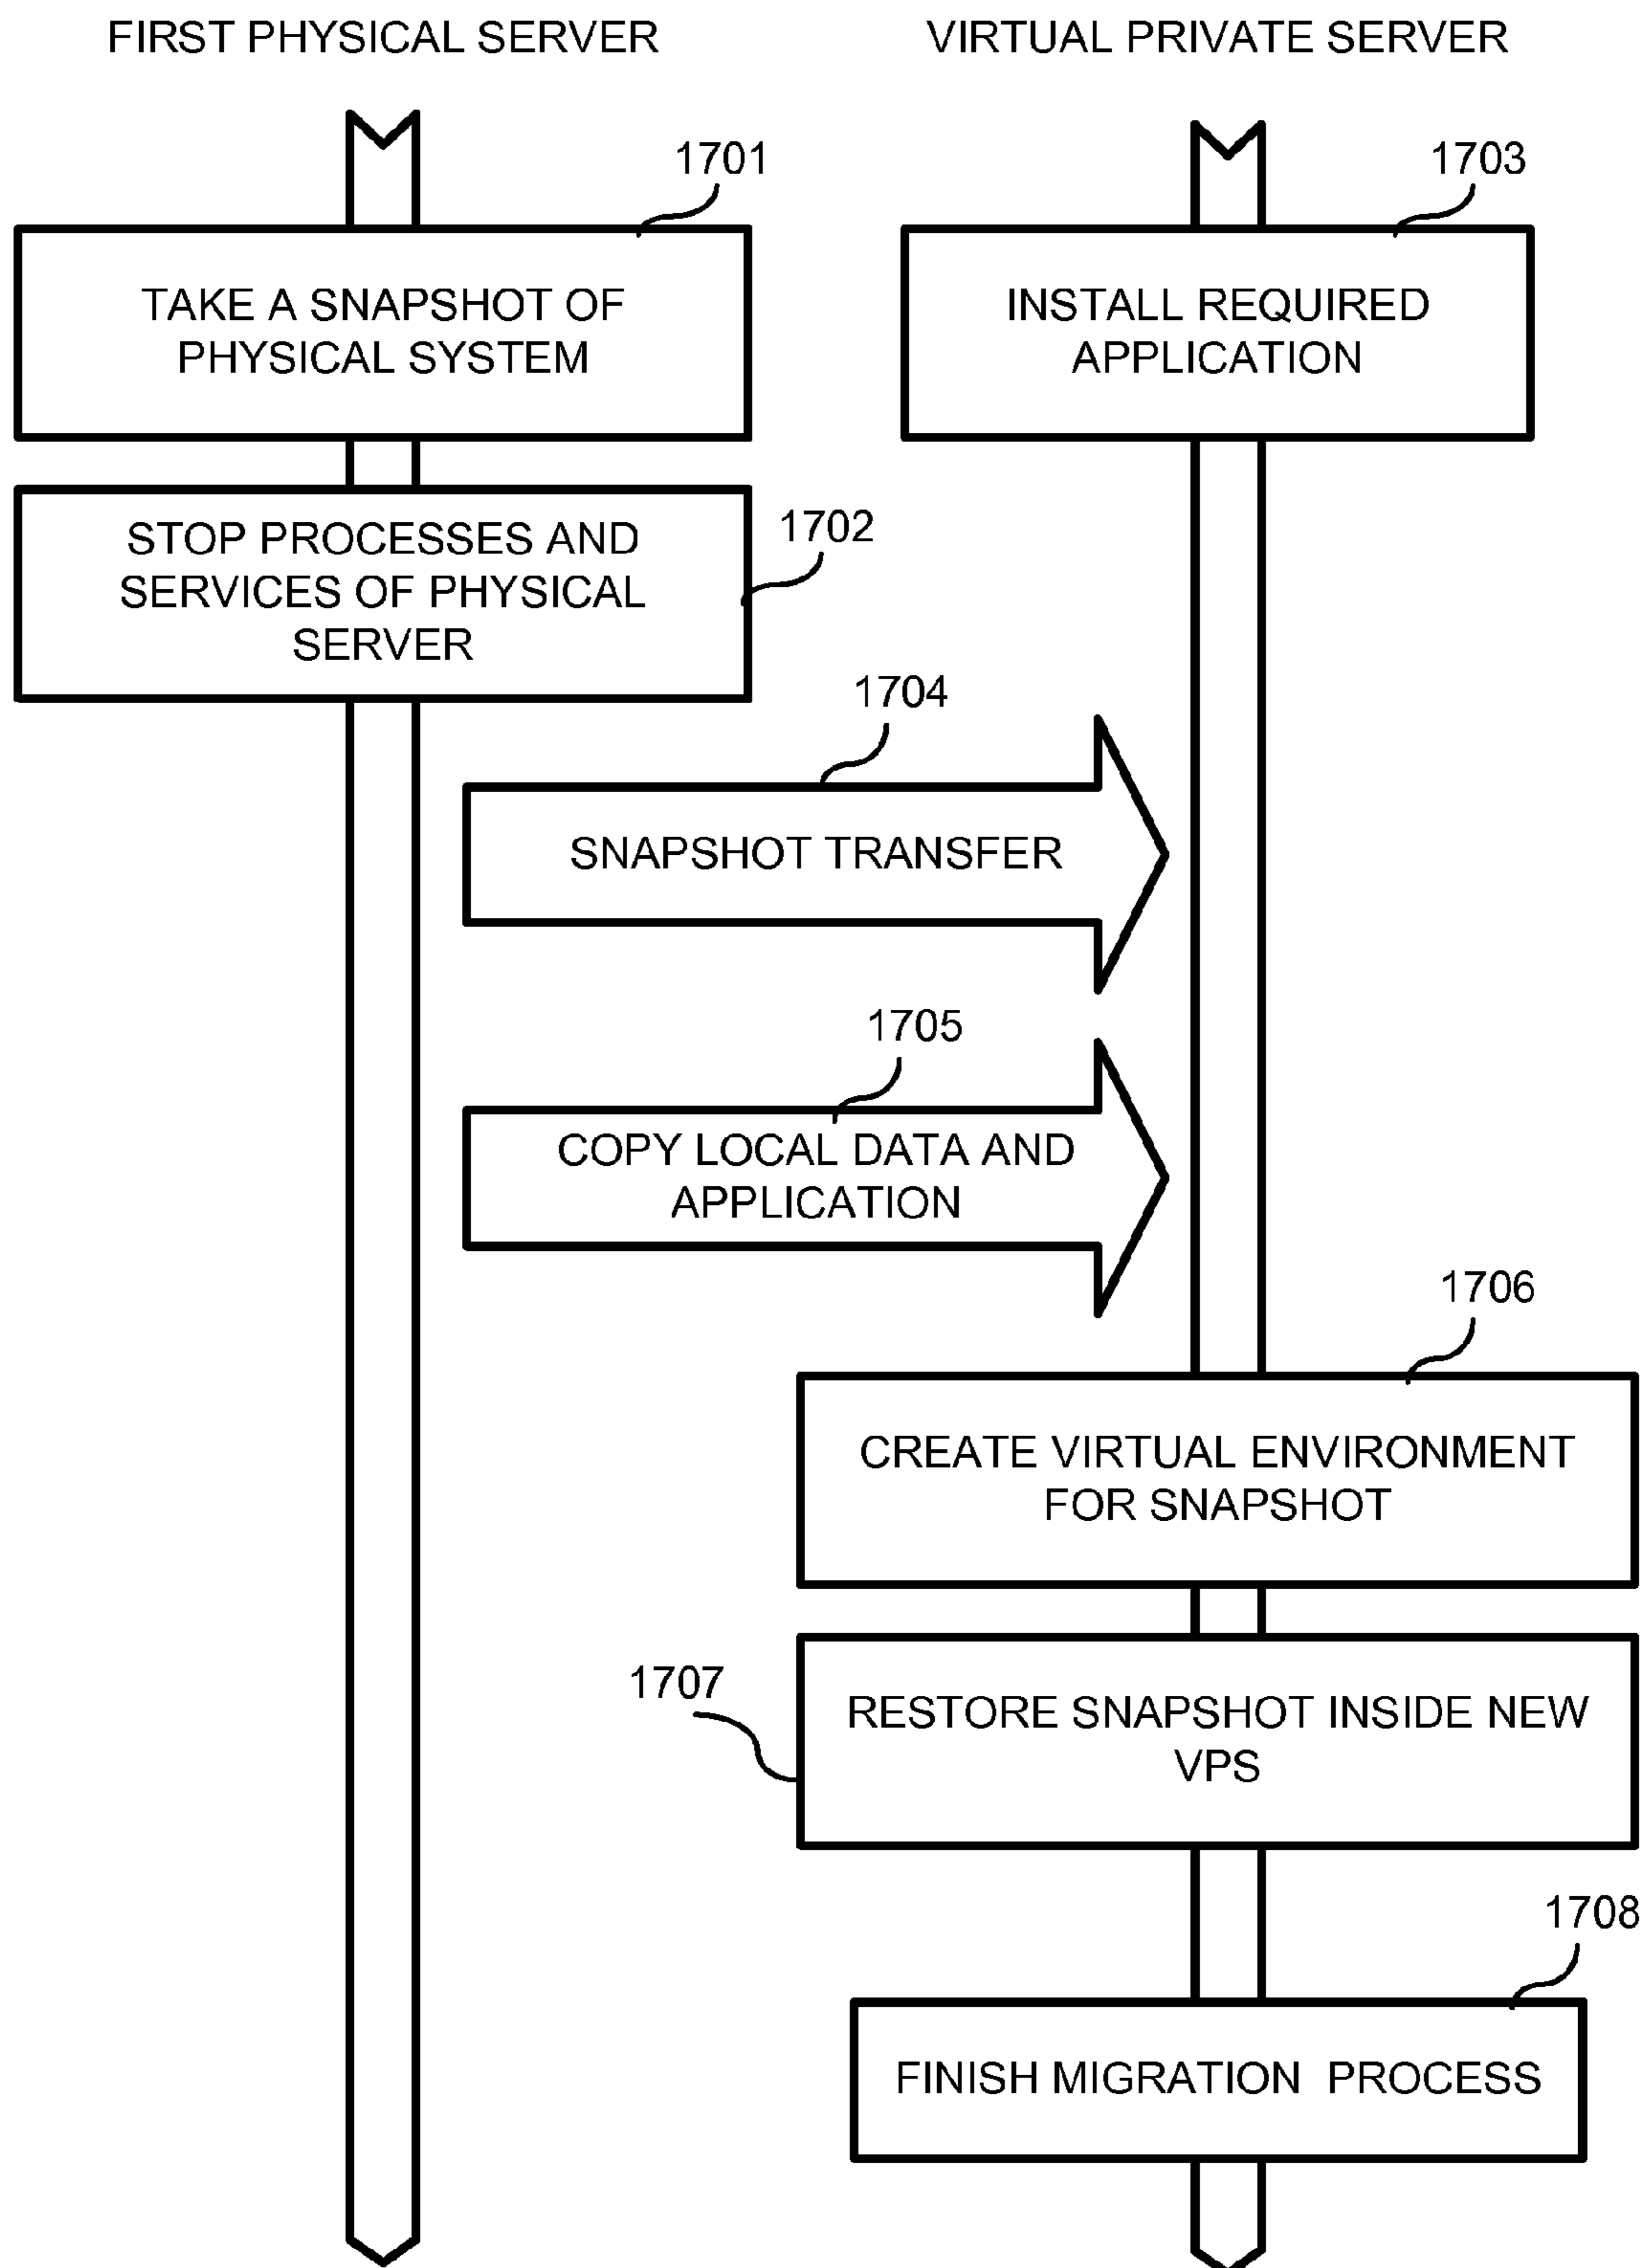 FIRST PHYSICAL SERVER
VIRTUAL PRIVATE SERVER
1701
1703
TAKE A SNAPSHOT OF
PHYSICAL SYSTEM
INSTALL REQUIRED
APPLICATION
1702
STOP PROCESSES AND
SERVICES OF PHYSICAL
SERVER
1704
SNAPSHOT TRANSFER
1705
COPY LOCAL DATA AND
APPLICATION
1706
CREATE VIRTUAL ENVIRONMENT
FOR SNAPSHOT
1707
RESTORE SNAPSHOT INSIDE NEW
VPS
1708
FINISH MIGRATION PROCESS